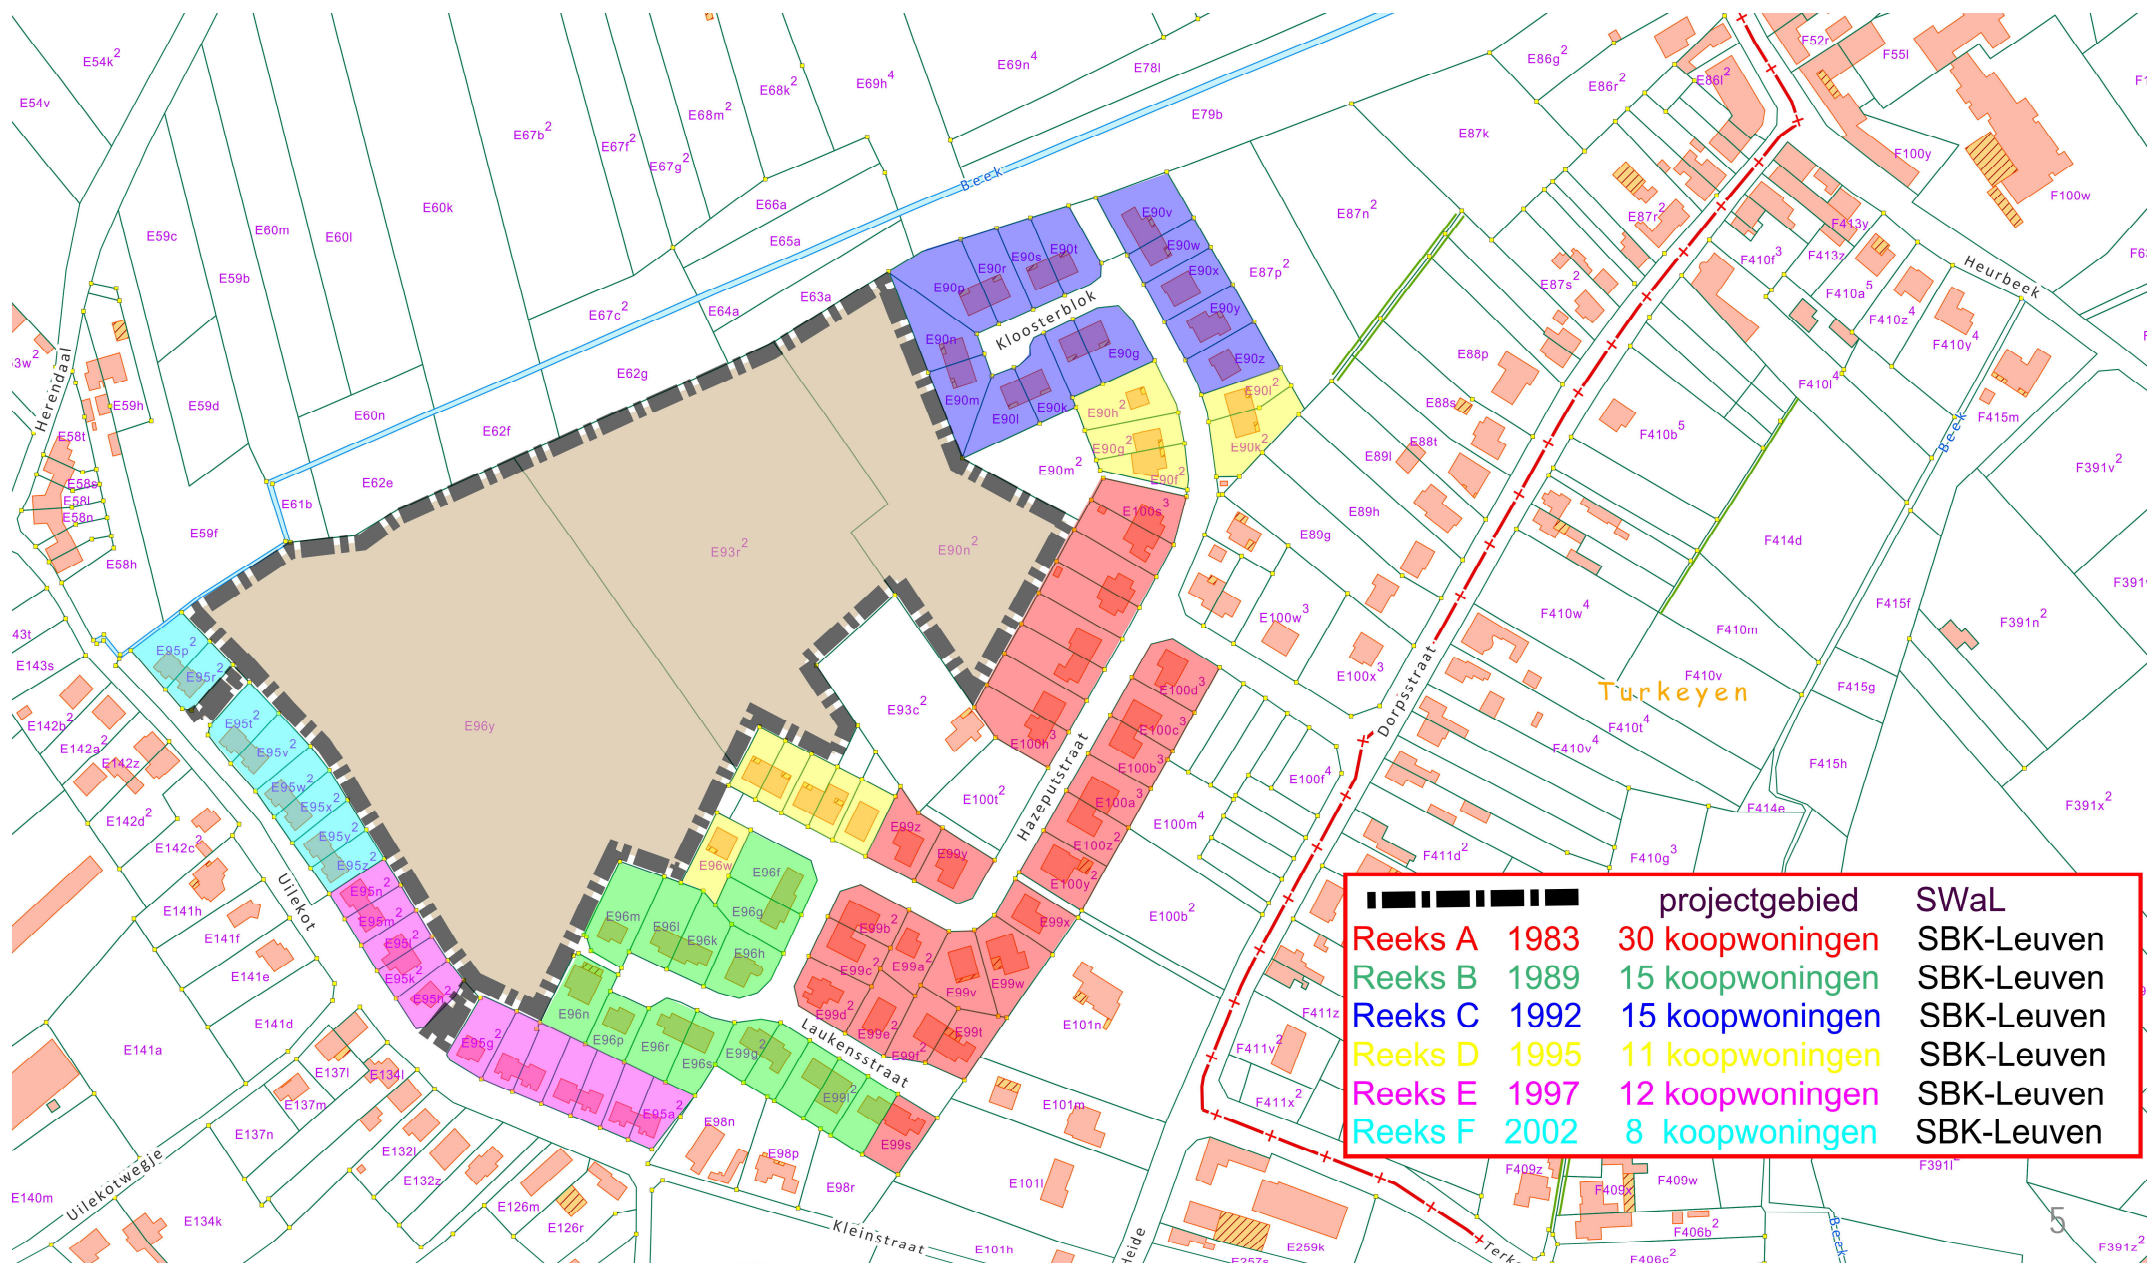 E54k²
E54v
E67b²
E67f²
E67g²
E68m²
E68k²
E69h⁴
E69n⁴
E78l
E79b
E86g²
E86r²
E86l²
F52r
F55l
E87k
F100y
F100w
Beek
E59c
E60m
E60l
E60k
E59b
E66a
E65a
E67c²
E64a
E63a
E62g
E90v
E90w
E90x
E90y
E90z
E90t
E90s
E90r
E90p
E90n
E90m
E90l
E90k
E90g
Kloosterblok
E87n²
E87p²
E87r²
E87s²
F413y
F413z
F410f³
F410a⁵
F410z⁴
F410y⁴
F410l⁴
Heurbeek
Herendaal
E59h
E59d
E60n
E62f
E62e
E61b
E59f
E58t
E58s
E58l
E58n
E58h
E90h²
E90g²
E90f²
E90l²
E90k²
E90m²
E88p
E88s
E88t
E89l
E89h
E89g
F410b⁵
F415m
Beek
F391v²
F414d
F415f
F391n²
E93r²
E90n²
E100s³
E100w³
E100x³
F410w⁴
F410m
F410v
F415g
Turkeyen
Dorpsstraat
43t
E143s
E95p²
E95r²
E142b²
E142a²
E142z
E142d²
E142c²
E95t²
E95v²
E95w²
E95x²
E95y²
E95z²
E96y
E93c²
E100h³
E100d³
E100c³
E100b³
E100a³
E100z²
E100y²
Hazeputstraat
E100t²
E100f⁴
E100m⁴
F410t⁴
F410v⁴
F415h
F414e
F391x²
F410g³
F411d²
E99z
E99y
E96w
E96f
E96g
E96h
E96m
E96l
E96k
E95n²
E95m²
E95l²
E95k²
E95h²
Uilekot
E141h
E141f
E141e
E141d
E141a
E99b²
E99c²
E99a²
E99d²
E99e²
E99f²
E99v
E99w
E99x
E99t
E100b²
E101n
F411z
F411v²
F411x²
E96n
E96p
E96r
E96s
E99g²
E99l²
E99s
Laukensstraat
E95g²
E95a²
E137l
E134l
E137m
E137n
E132l
E132z
E126m
E126r
E98n
E98p
E98r
E101m
E101l
E101h
E140m
E134k
Uilekotwegje
Kleinstraat
Heide
E259k
E257s
F409z
F409x
F409w
F406b²
F406c²
F391l²
F391z²
Beek
projectgebied SWaL
Reeks A 1983 30 koopwoningen SBK-Leuven
Reeks B 1989 15 koopwoningen SBK-Leuven
Reeks C 1992 15 koopwoningen SBK-Leuven
Reeks D 1995 11 koopwoningen SBK-Leuven
Reeks E 1997 12 koopwoningen SBK-Leuven
Reeks F 2002 8 koopwoningen SBK-Leuven
5